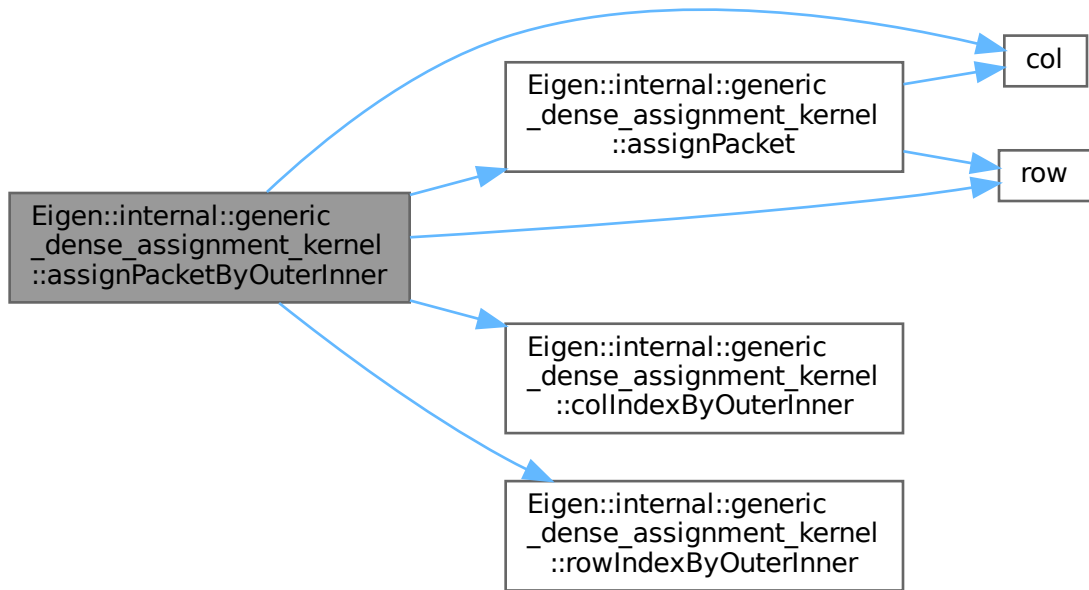 Eigen::internal::generic
_dense_assignment_kernel
::assignPacketByOuterInner
Eigen::internal::generic
_dense_assignment_kernel
::assignPacket
col
row
Eigen::internal::generic
_dense_assignment_kernel
::colIndexByOuterInner
Eigen::internal::generic
_dense_assignment_kernel
::rowIndexByOuterInner